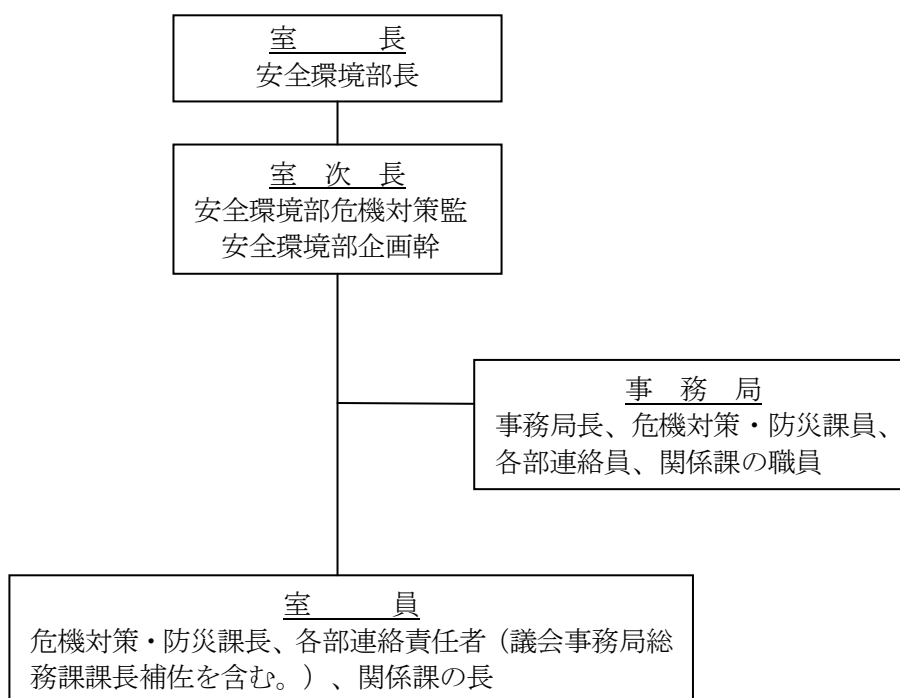 室　　　長
安全環境部長
室　次　長
安全環境部危機対策監
安全環境部企画幹
事　務　局
事務局長、危機対策・防災課員、
各部連絡員、関係課の職員
室　　　員
危機対策・防災課長、各部連絡責任者（議会事務局総
務課課長補佐を含む。）、関係課の長